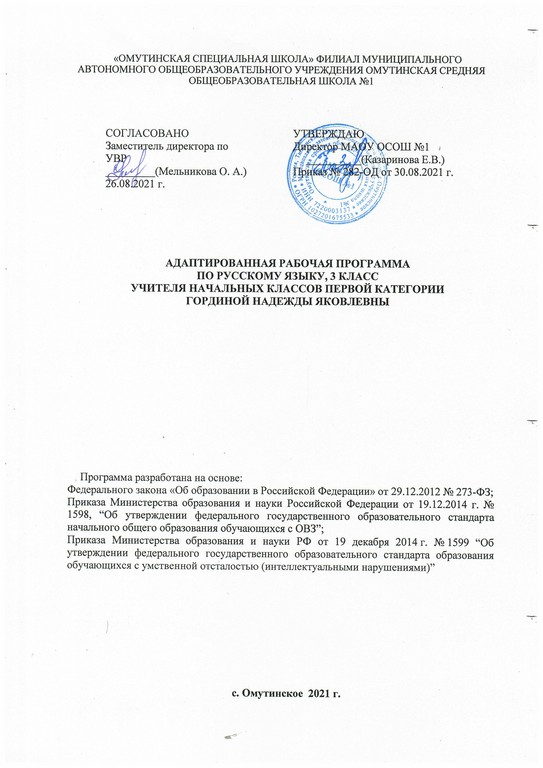 «ОМУТИНСКАЯ СПЕЦИАЛЬНАЯ ШКОЛА» ФИЛИАЛ МУНИЦИПАЛЬНОГО
АВТОНОМНОГО ОБЩЕОБРАЗОВАТЕЛЬНОГО УЧРЕЖДЕНИЯ ОМУТИНСКАЯ СРЕДНЯЯ
ОБЩЕОБРАЗОВАТЕЛЬНАЯ ШКОЛА №1
СОГЛАСОВАНО
Заместитель директора по
УВР
(Мельникова О. А.)
26.08.2021 г.
УТВЕРЖДАЮ
Директор МАОУ ОСОШ №1
(Казаринова Е.В.)
Приказ № 282-ОД от 30.08.2021 г.
АДАПТИРОВАННАЯ РАБОЧАЯ ПРОГРАММА
ПО РУССКОМУ ЯЗЫКУ, 3 КЛАСС
УЧИТЕЛЯ НАЧАЛЬНЫХ КЛАССОВ ПЕРВОЙ КАТЕГОРИИ
ГОРДИНОЙ НАДЕЖДЫ ЯКОВЛЕВНЫ
Программа разработана на основе:
Федерального закона «Об образовании в Российской Федерации» от 29.12.2012 № 273-ФЗ;
Приказа Министерства образования и науки Российской Федерации от 19.12.2014 г. №
1598, “Об утверждении федерального государственного образовательного стандарта
начального общего образования обучающихся с ОВЗ”;
Приказа Министерства образования и науки РФ от 19 декабря 2014 г. № 1599 “Об
утверждении федерального государственного образовательного стандарта образования
обучающихся с умственной отсталостью (интеллектуальными нарушениями)”
с. Омутинское 2021 г.